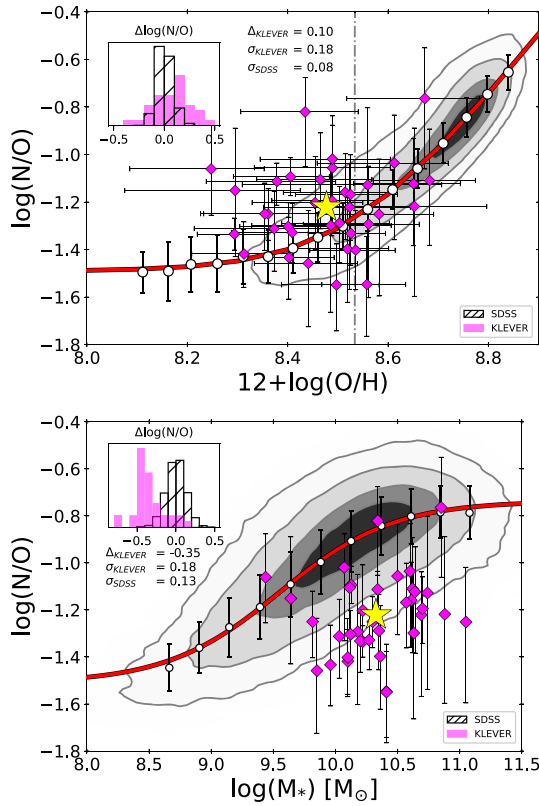 Δlog(N/O)
−0.5 0.0 0.5
Δ_KLEVER = 0.10
σ_KLEVER = 0.18
σ_SDSS = 0.08
−0.4
−0.6
−0.8
−1.0
−1.2
−1.4
−1.6
−1.8
log(N/O)
SDSS
KLEVER
8.0 8.2 8.4 8.6 8.8
12+log(O/H)
Δlog(N/O)
−0.5 0.0 0.5
Δ_KLEVER = -0.35
σ_KLEVER = 0.18
σ_SDSS = 0.13
−0.4
−0.6
−0.8
−1.0
−1.2
−1.4
−1.6
−1.8
log(N/O)
SDSS
KLEVER
8.0 8.5 9.0 9.5 10.0 10.5 11.0 11.5
log(M_*) [M_⊙]